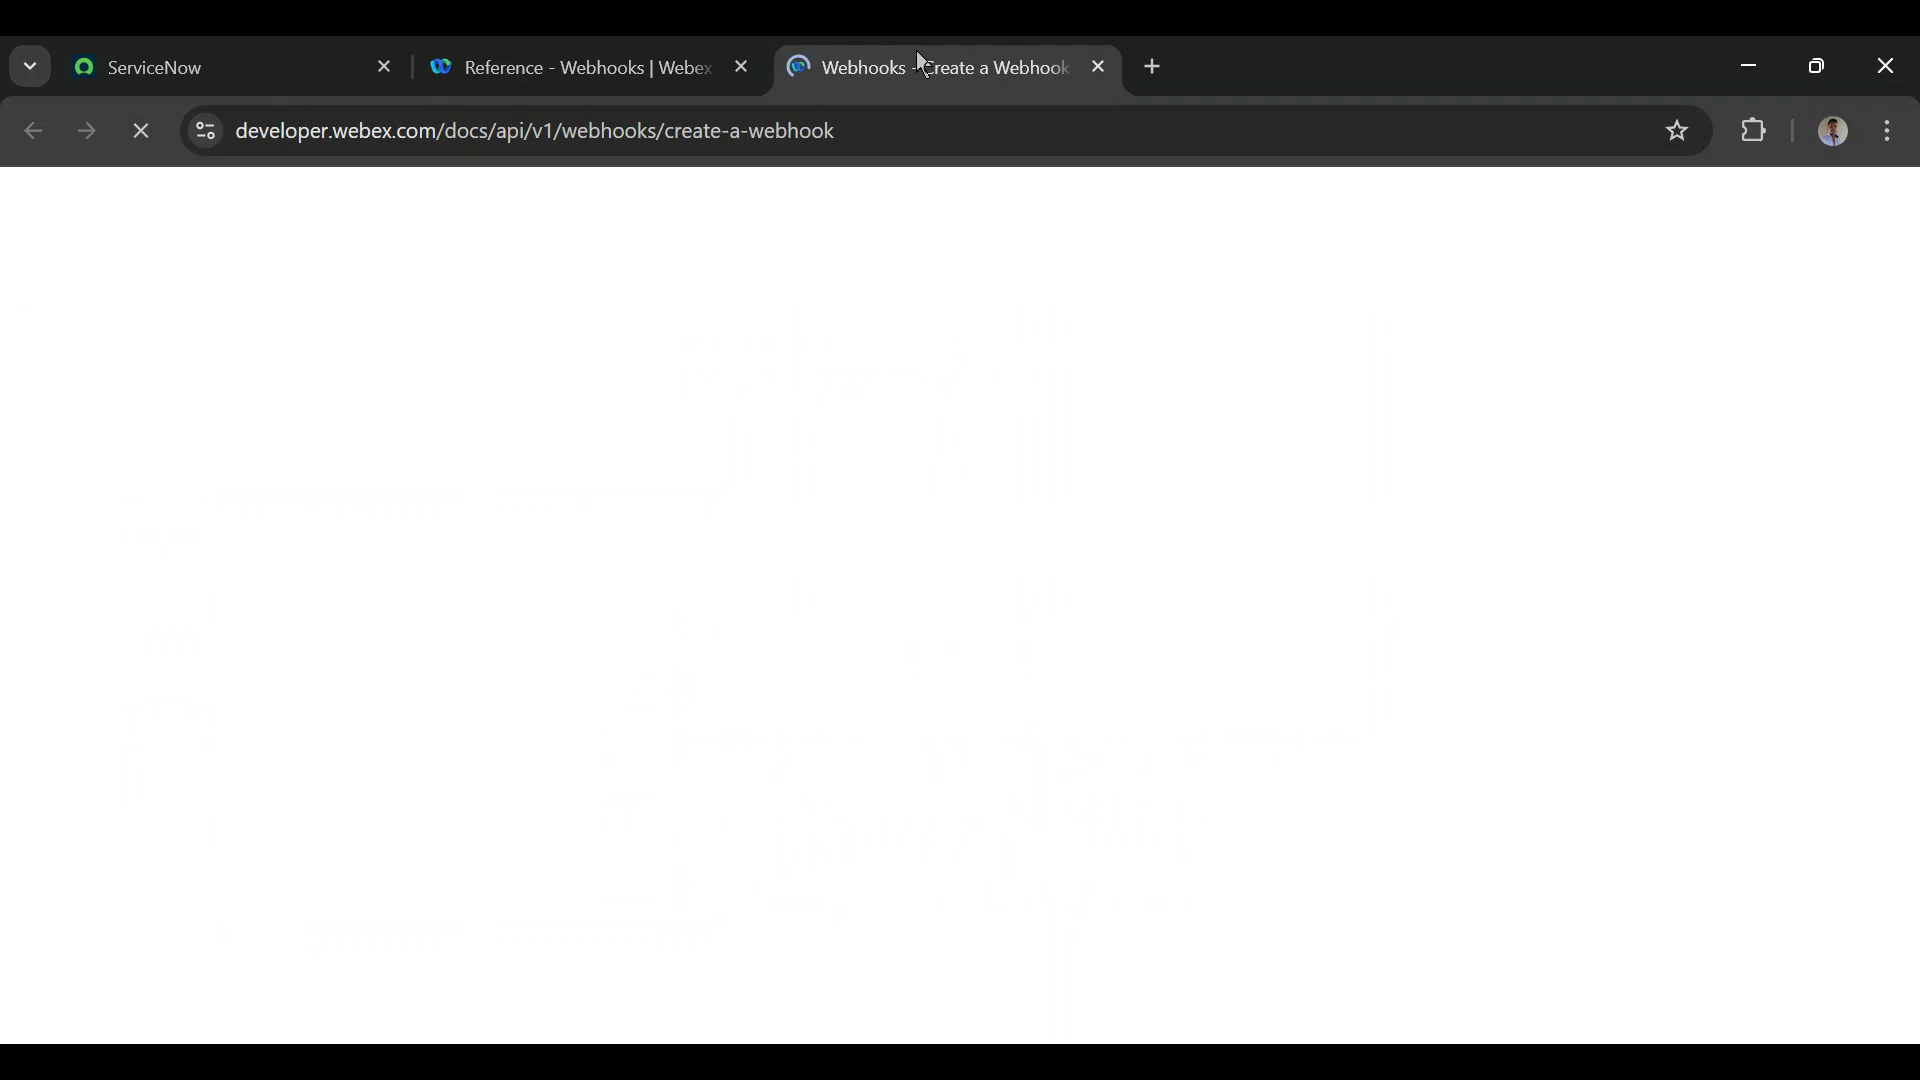 ServiceNow
Reference - Webhooks | Webex
Webhooks - Create a Webhook
developer.webex.com/docs/api/v1/webhooks/create-a-webhook